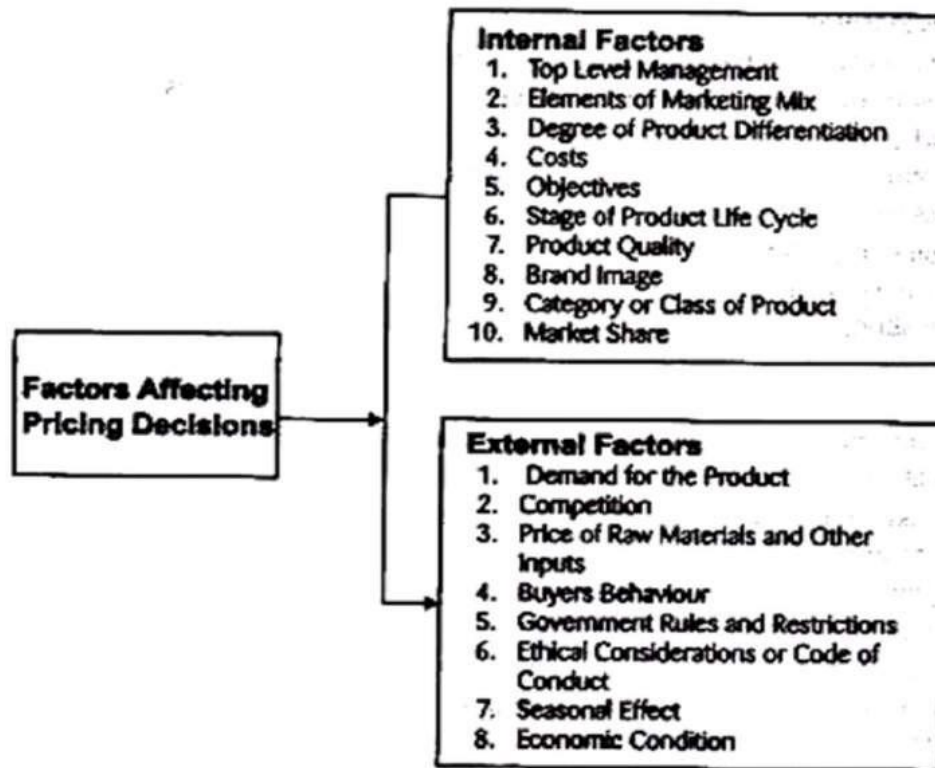 Factors Affecting
Pricing Decisions
Internal Factors
1. Top Level Management
2. Elements of Marketing Mix
3. Degree of Product Differentiation
4. Costs
5. Objectives
6. Stage of Product Life Cycle
7. Product Quality
8. Brand Image
9. Category or Class of Product
10. Market Share
External Factors
1. Demand for the Product
2. Competition
3. Price of Raw Materials and Other
Inputs
4. Buyers Behaviour
5. Government Rules and Restrictions
6. Ethical Considerations or Code of
Conduct
7. Seasonal Effect
8. Economic Condition